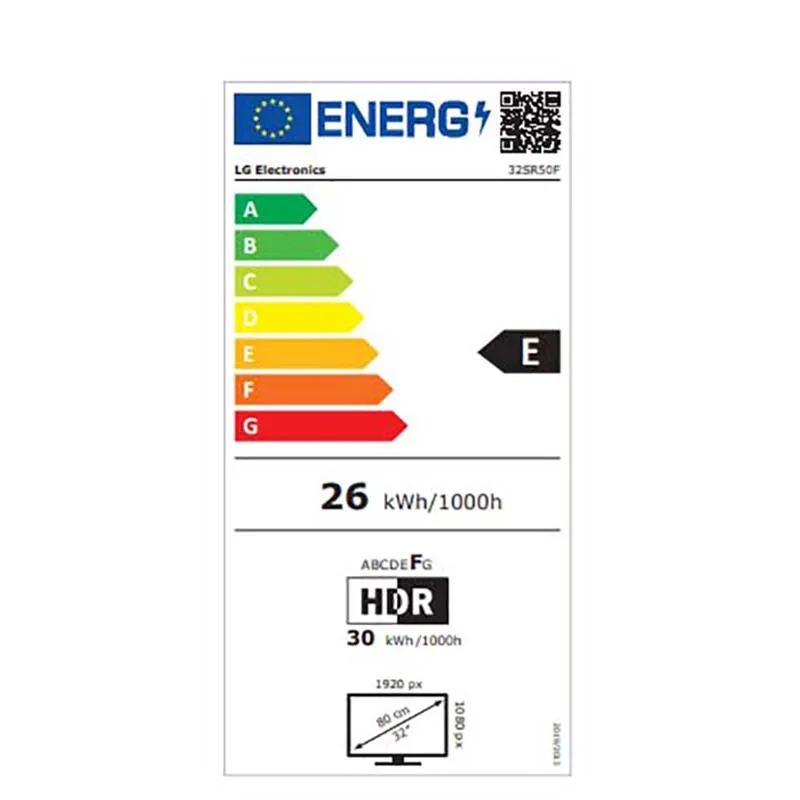 ENERG
LG Electronics 32SR50F
A
B
C
D
E
E
F
G
26 kWh/1000h
ABCDEFG
HDR
30 kWh/1000h
1920 px
80 cm
32"
1080 px
2019/2013